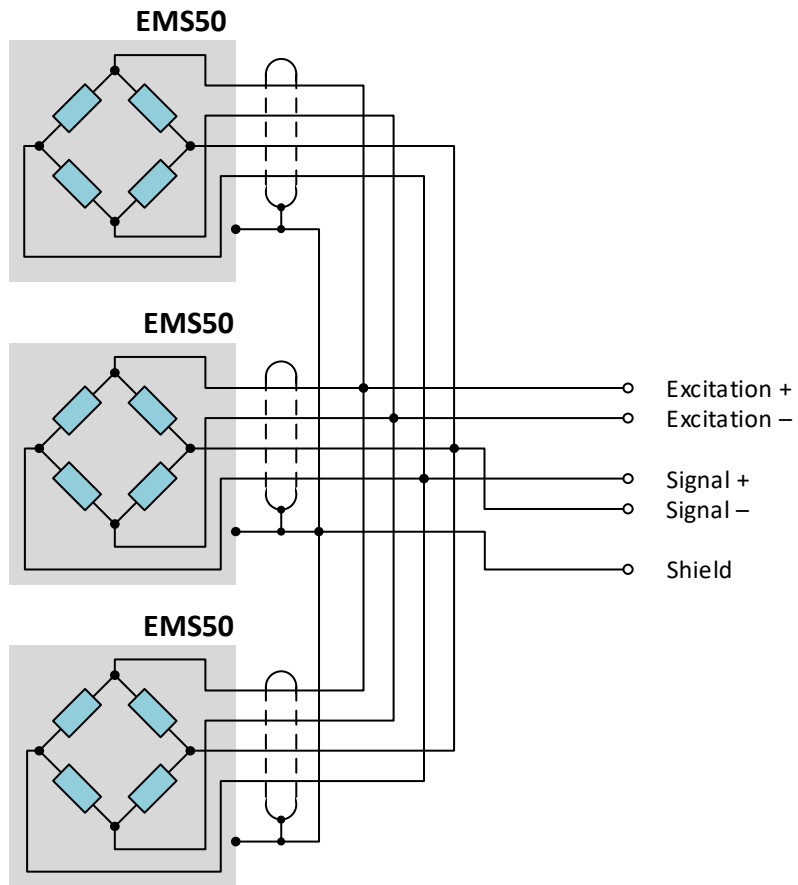 EMS50
EMS50
Excitation +
Excitation –
Signal +
Signal –
Shield
EMS50